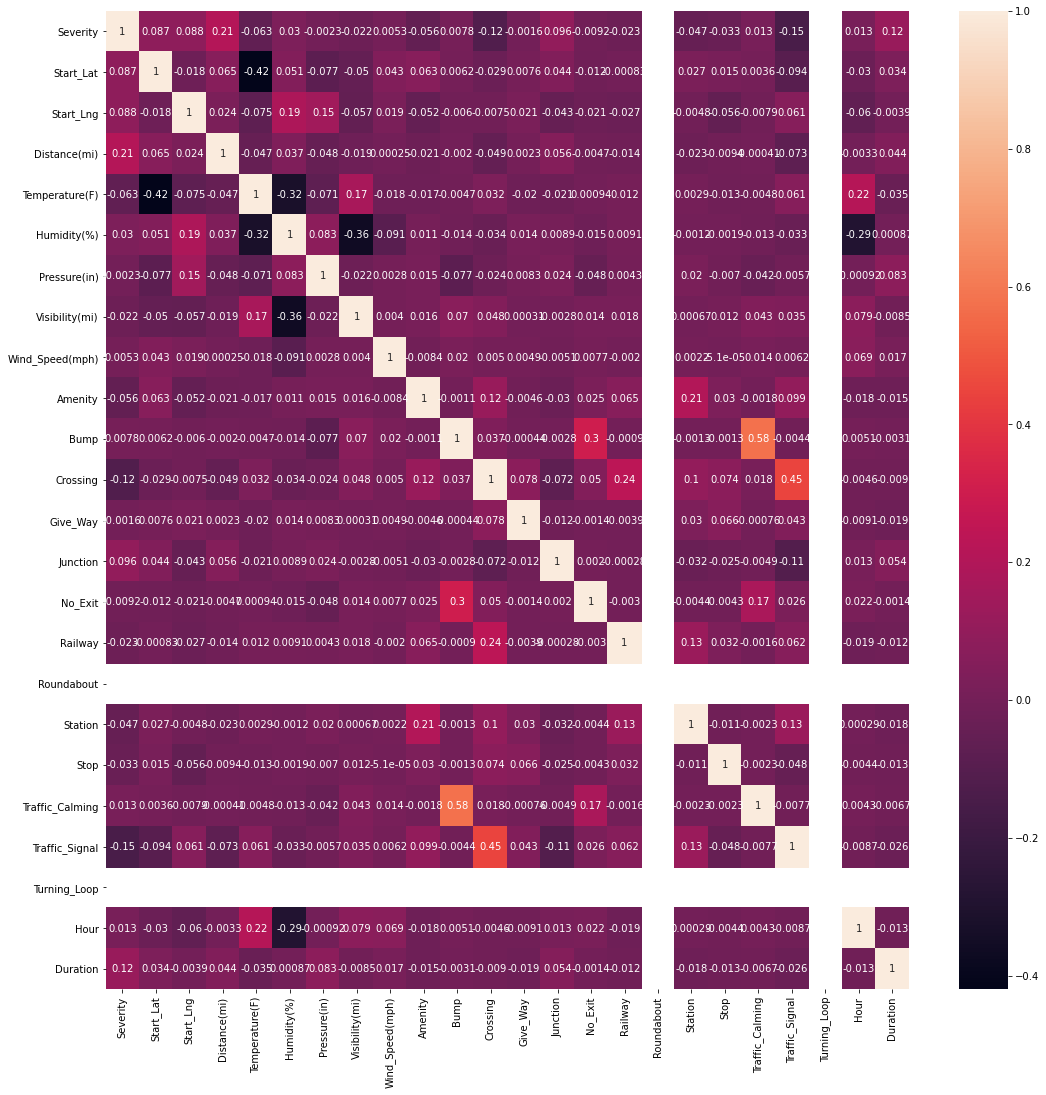 Severity 1 0.087 0.088 0.21 -0.063 0.03 -0.0023 -0.022 0.0053 -0.056 0.0078 -0.12 -0.0016 0.096 -0.0092 -0.023 -0.047 -0.033 0.013 -0.15 0.013 0.12
Start_Lat 0.087 1 -0.018 0.065 -0.42 0.051 -0.077 -0.05 0.043 0.063 0.0062 -0.029 0.0076 0.044 -0.012 -0.00083 0.027 0.015 0.0036 -0.094 -0.03 0.034
Start_Lng 0.088 -0.018 1 0.024 -0.075 0.19 0.15 -0.057 0.019 -0.052 -0.006 -0.0075 0.021 -0.043 -0.021 -0.027 -0.0048 -0.056 -0.0079 0.061 -0.06 -0.0039
Distance(mi) 0.21 0.065 0.024 1 -0.047 0.037 -0.048 -0.019 0.00025 -0.021 -0.002 -0.049 0.0023 0.056 -0.0047 -0.014 -0.023 -0.0094 -0.00041 -0.073 -0.0033 0.044
Temperature(F) -0.063 -0.42 -0.075 -0.047 1 -0.32 -0.071 0.17 -0.018 -0.017 -0.0047 0.032 -0.02 -0.021 0.00094 0.012 0.0029 -0.013 -0.0048 0.061 0.22 -0.035
Humidity(%) 0.03 0.051 0.19 0.037 -0.32 1 0.083 -0.36 -0.091 0.011 -0.014 -0.034 0.014 0.0089 -0.015 0.0091 -0.0012 -0.0019 -0.013 -0.033 -0.29 0.00087
Pressure(in) -0.0023 -0.077 0.15 -0.048 -0.071 0.083 1 -0.022 0.0028 0.015 -0.077 -0.024 0.0083 0.024 -0.048 0.0043 0.02 -0.007 -0.042 -0.0057 -0.00092 0.083
Visibility(mi) -0.022 -0.05 -0.057 -0.019 0.17 -0.36 -0.022 1 0.004 0.016 0.07 0.048 0.00031 -0.0028 0.014 0.018 0.00067 0.012 0.043 0.035 0.079 -0.0085
Wind_Speed(mph) 0.0053 0.043 0.019 0.00025 -0.018 -0.091 0.0028 0.004 1 -0.0084 0.02 0.005 0.0049 -0.0051 0.0077 -0.002 0.0022 -5.1e-05 0.014 0.0062 0.069 0.017
Amenity -0.056 0.063 -0.052 -0.021 -0.017 0.011 0.015 0.016 -0.0084 1 -0.0011 0.12 -0.0046 -0.03 0.025 0.065 0.21 0.03 -0.0018 0.099 -0.018 -0.015
Bump 0.0078 0.0062 -0.006 -0.002 -0.0047 -0.014 -0.077 0.07 0.02 -0.0011 1 0.037 -0.00044 -0.0028 0.3 -0.0009 -0.0013 -0.0013 0.58 -0.0044 0.0051 -0.0031
Crossing -0.12 -0.029 -0.0075 -0.049 0.032 -0.034 -0.024 0.048 0.005 0.12 0.037 1 0.078 -0.072 0.05 0.24 0.1 0.074 0.018 0.45 -0.0046 -0.009
Give_Way -0.0016 0.0076 0.021 0.0023 -0.02 0.014 0.0083 0.00031 0.0049 -0.0046 -0.00044 0.078 1 -0.012 -0.0014 -0.0039 0.03 0.066 -0.00076 0.043 -0.0091 -0.019
Junction 0.096 0.044 -0.043 0.056 -0.021 0.0089 0.024 -0.0028 -0.0051 -0.03 -0.0028 -0.072 -0.012 1 0.002 -0.00028 -0.032 -0.025 -0.0049 -0.11 0.013 0.054
No_Exit -0.0092 -0.012 -0.021 -0.0047 0.00094 -0.015 -0.048 0.014 0.0077 0.025 0.3 0.05 -0.0014 0.002 1 -0.003 -0.0044 -0.0043 0.17 0.026 0.022 -0.0014
Railway -0.023 -0.00083 -0.027 -0.014 0.012 0.0091 0.0043 0.018 -0.002 0.065 -0.0009 0.24 -0.0039 -0.00028 -0.003 1 0.13 0.032 -0.0016 0.062 -0.019 -0.012
Roundabout
Station -0.047 0.027 -0.0048 -0.023 0.0029 -0.0012 0.02 0.00067 0.0022 0.21 -0.0013 0.1 0.03 -0.032 -0.0044 0.13 1 -0.011 -0.0023 0.13 0.00029 -0.018
Stop -0.033 0.015 -0.056 -0.0094 -0.013 -0.0019 -0.007 0.012 -5.1e-05 0.03 -0.0013 0.074 0.066 -0.025 -0.0043 0.032 -0.011 1 -0.0023 -0.048 -0.0044 -0.013
Traffic_Calming 0.013 0.0036 -0.0079 -0.00041 -0.0048 -0.013 -0.042 0.043 0.014 -0.0018 0.58 0.018 -0.00076 -0.0049 0.17 -0.0016 -0.0023 -0.0023 1 -0.0077 0.0043 -0.0067
Traffic_Signal -0.15 -0.094 0.061 -0.073 0.061 -0.033 -0.0057 0.035 0.0062 0.099 -0.0044 0.45 0.043 -0.11 0.026 0.062 0.13 -0.048 -0.0077 1 -0.0087 -0.026
Turning_Loop
Hour 0.013 -0.03 -0.06 -0.0033 0.22 -0.29 -0.00092 0.079 0.069 -0.018 0.0051 -0.0046 -0.0091 0.013 0.022 -0.019 0.00029 -0.0044 0.0043 -0.0087 1 -0.013
Duration 0.12 0.034 -0.0039 0.044 -0.035 0.00087 0.083 -0.0085 0.017 -0.015 -0.0031 -0.009 -0.019 0.054 -0.0014 -0.012 -0.018 -0.013 -0.0067 -0.026 -0.013 1
Severity Start_Lat Start_Lng Distance(mi) Temperature(F) Humidity(%) Pressure(in) Visibility(mi) Wind_Speed(mph) Amenity Bump Crossing Give_Way Junction No_Exit Railway Roundabout Station Stop Traffic_Calming Traffic_Signal Turning_Loop Hour Duration
1.0
0.8
0.6
0.4
0.2
0.0
−0.2
−0.4